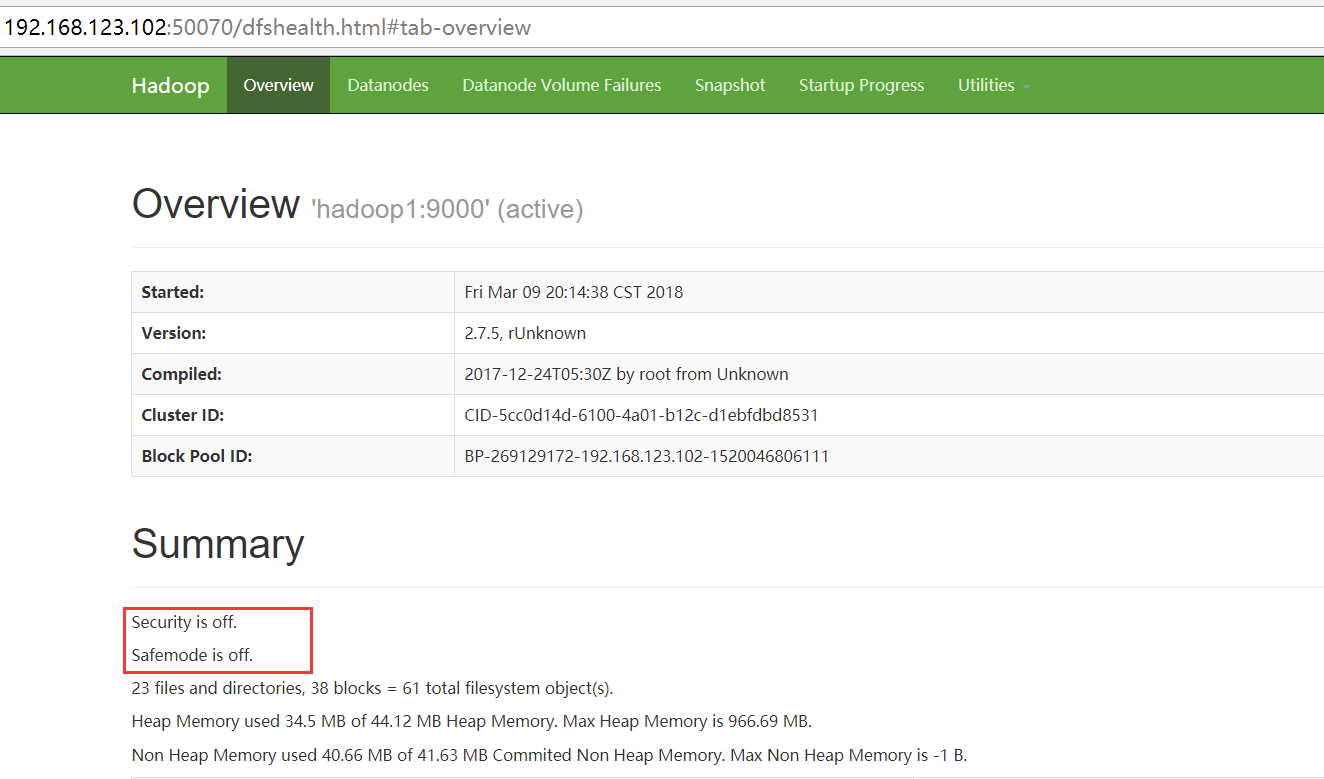 192.168.123.102:50070/dfshealth.html#tab-overview
Hadoop Overview Datanodes Datanode Volume Failures Snapshot Startup Progress Utilities
Overview 'hadoop1:9000' (active)
Started: Fri Mar 09 20:14:38 CST 2018
Version: 2.7.5, rUnknown
Compiled: 2017-12-24T05:30Z by root from Unknown
Cluster ID: CID-5cc0d14d-6100-4a01-b12c-d1ebfdbd8531
Block Pool ID: BP-269129172-192.168.123.102-1520046806111
Summary
Security is off.
Safemode is off.
23 files and directories, 38 blocks = 61 total filesystem object(s).
Heap Memory used 34.5 MB of 44.12 MB Heap Memory. Max Heap Memory is 966.69 MB.
Non Heap Memory used 40.66 MB of 41.63 MB Commited Non Heap Memory. Max Non Heap Memory is -1 B.